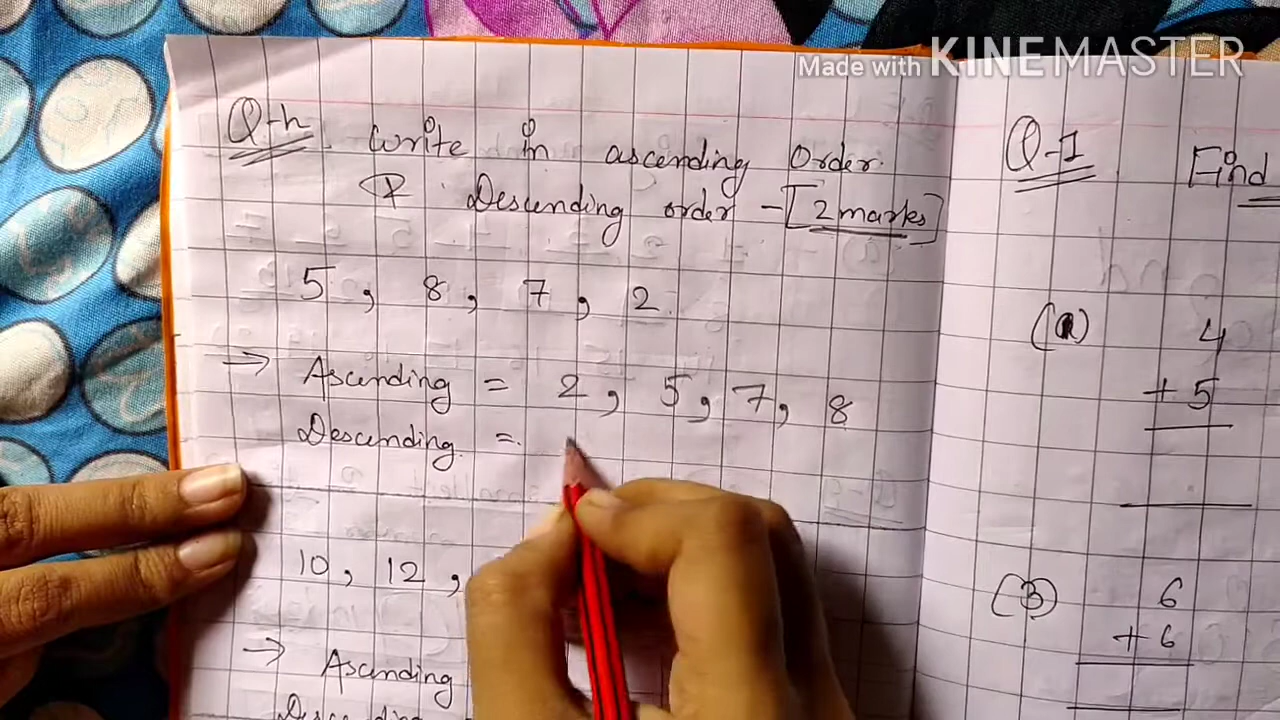 Made with KINEMASTER
Q-4. Write in ascending Order.
& Descending order - [2 marks]
5, 8, 7, 2.
→ Ascending = 2, 5, 7, 8
Descending =.
10, 12,
→ Ascending
Q-1 Find
(a) 4
+ 5
(3) 6
+ 6